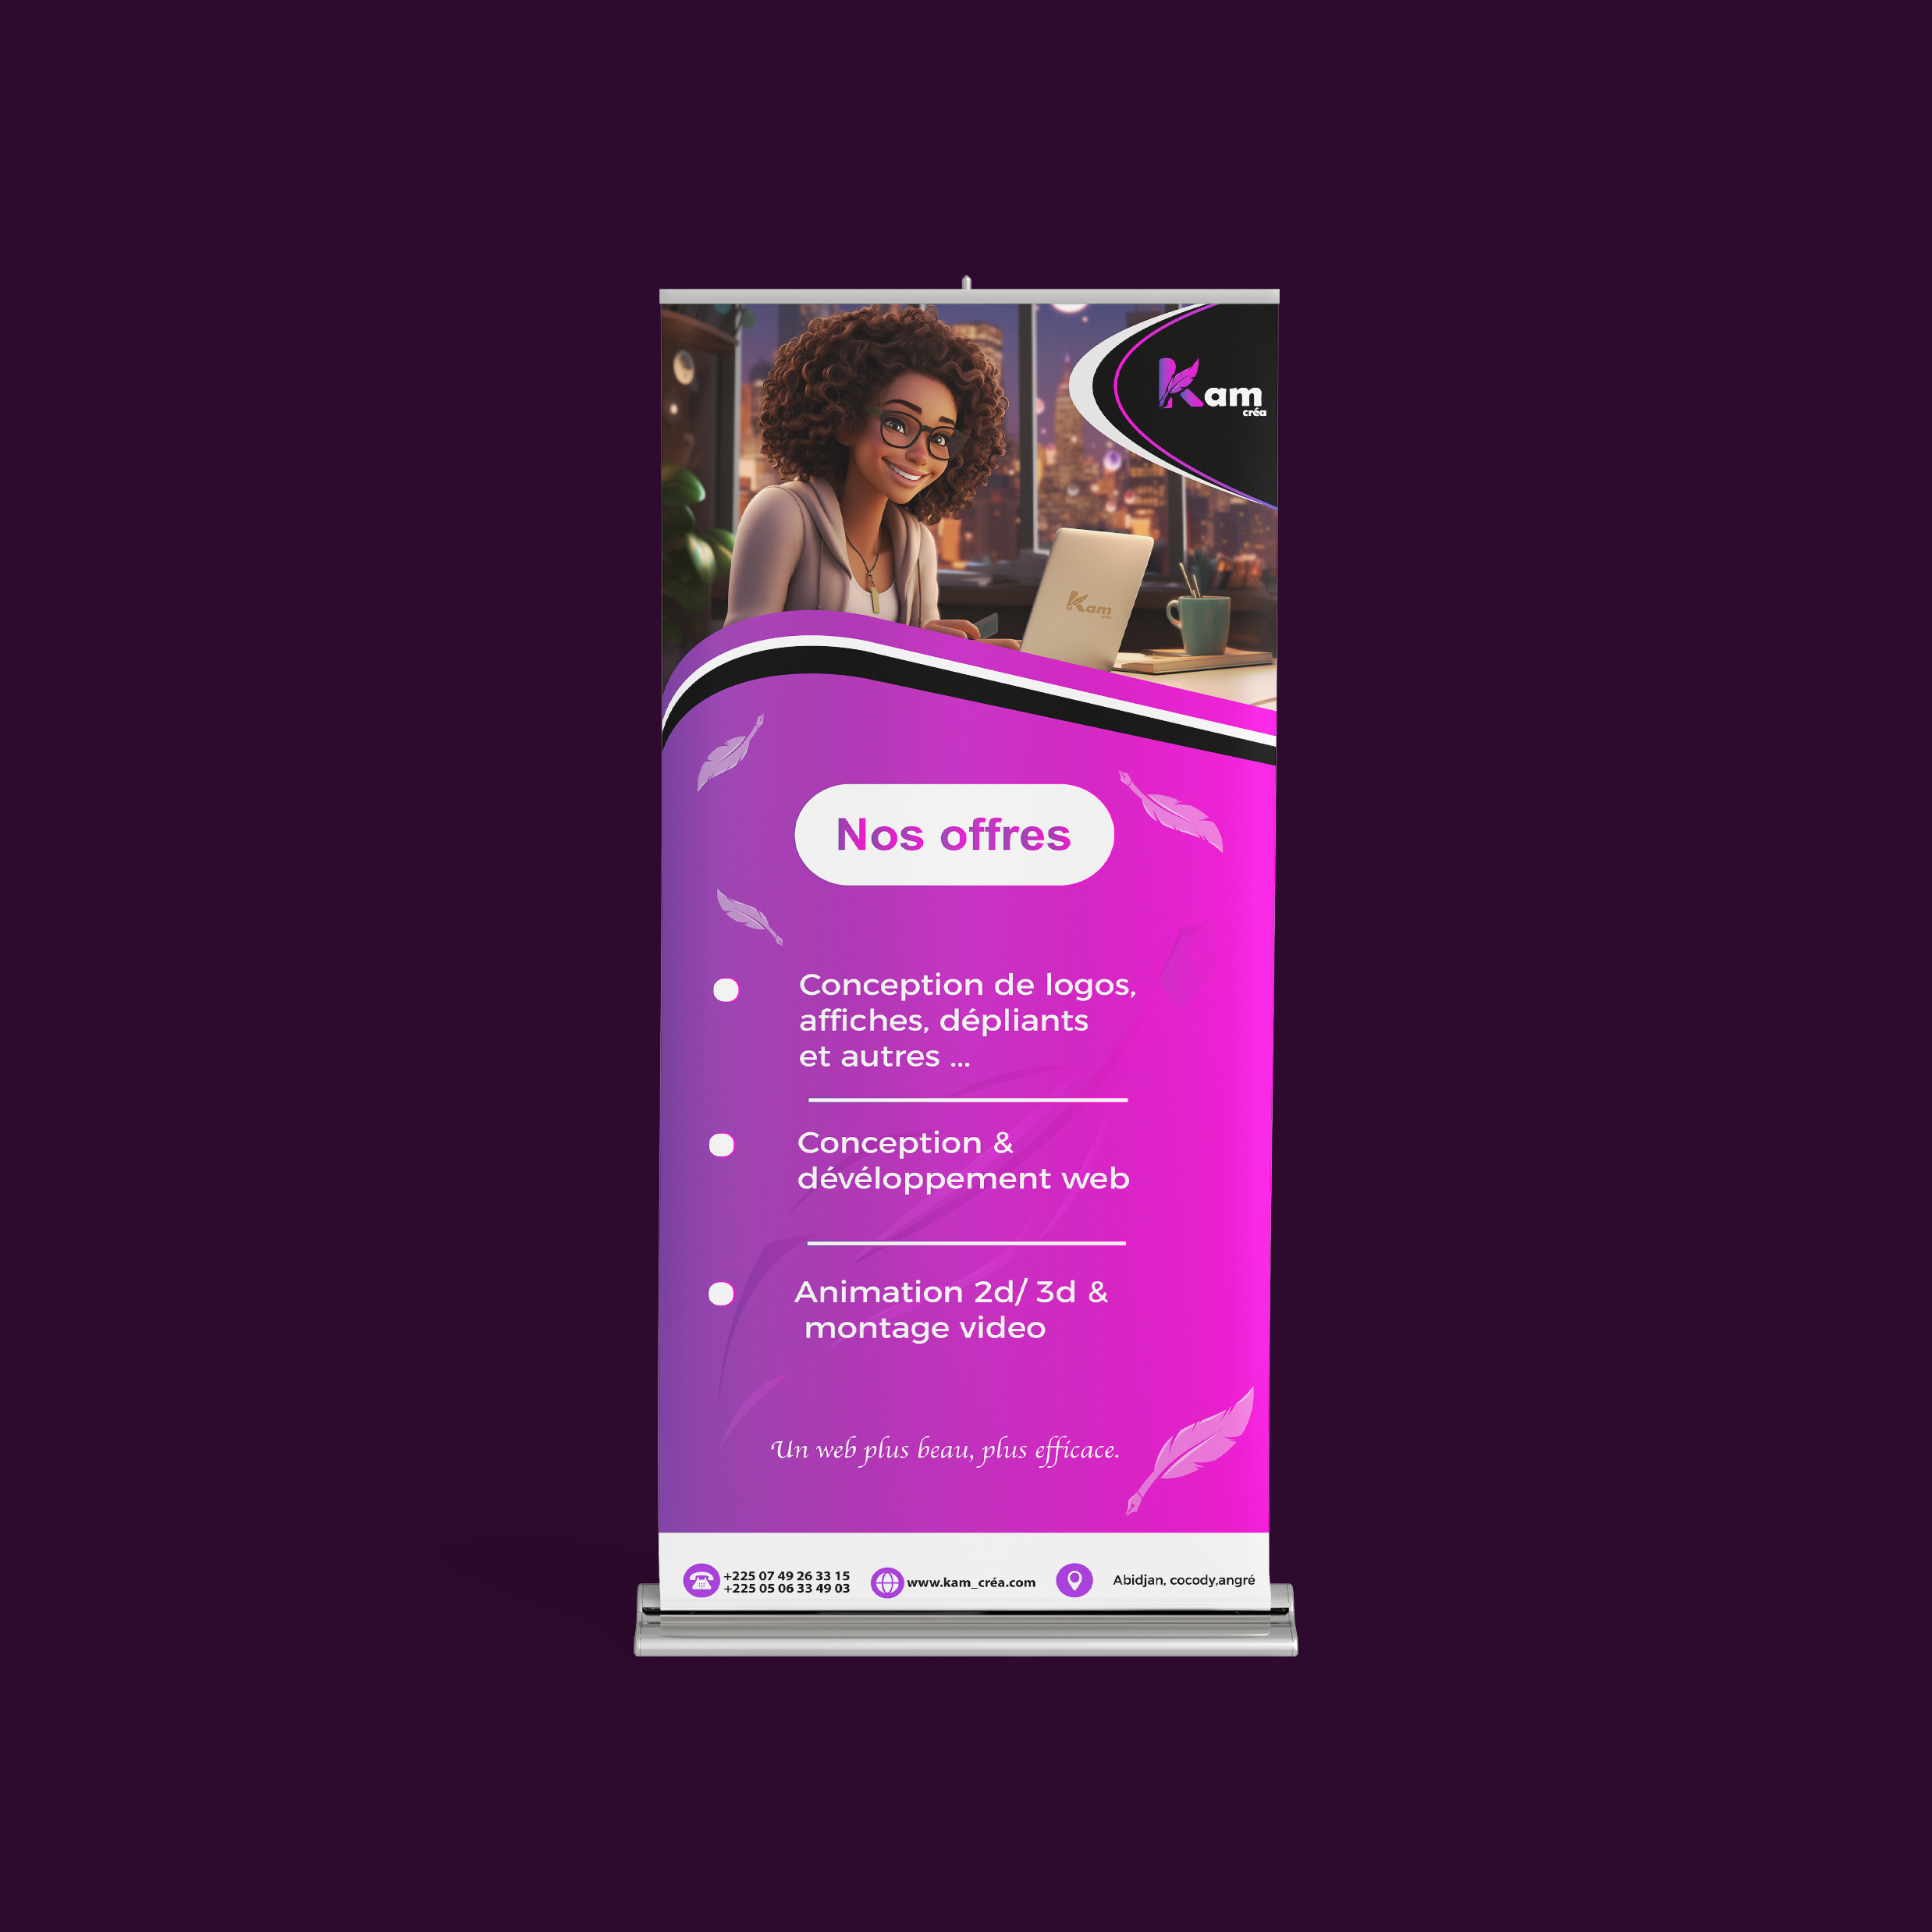 Kam
créa
Kam
Nos offres
Conception de logos,
affiches, dépliants
et autres ...
Conception &
dévéloppement web
Animation 2d/ 3d &
montage video
Un web plus beau, plus efficace.
+225 07 49 26 33 15
+225 05 06 33 49 03
www.kam_créa.com
Abidjan, cocody,angré